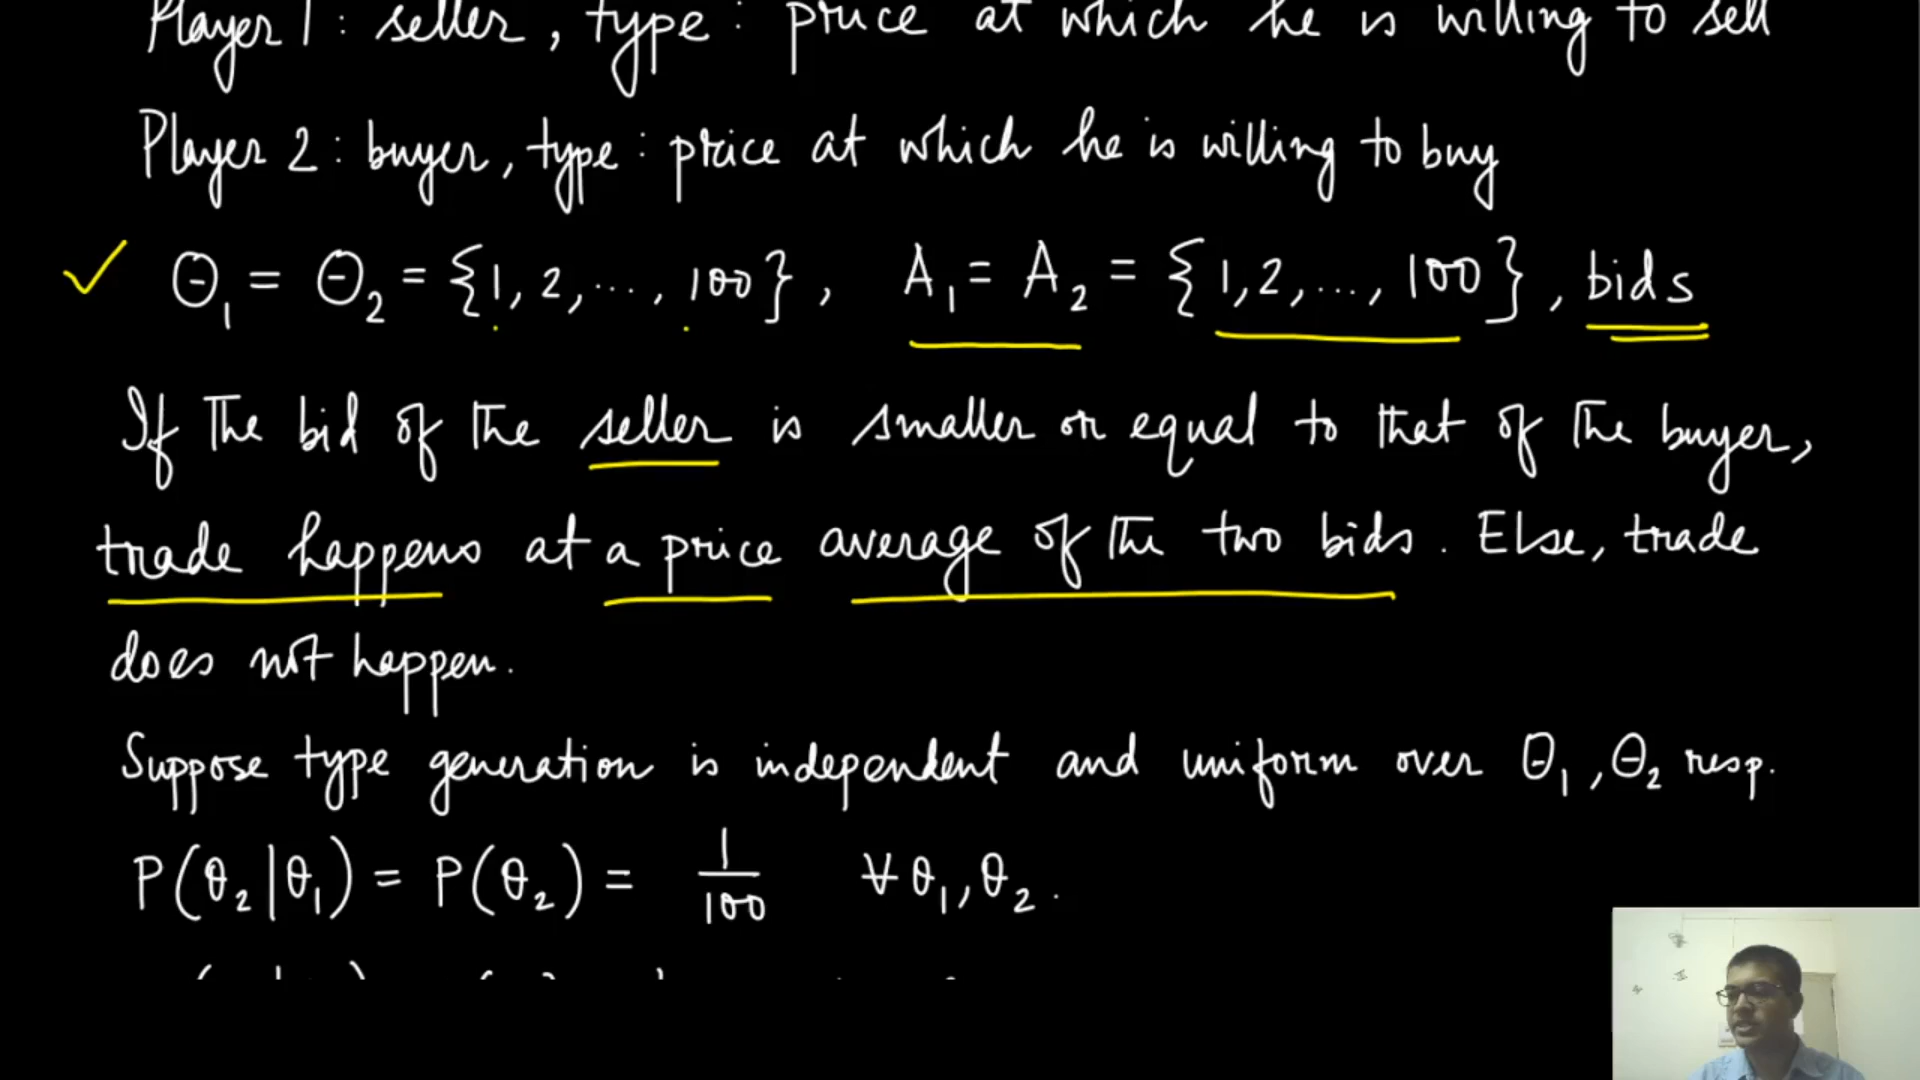 Player 1 : seller, type : price at which he is willing to sell
Player 2 : buyer, type : price at which he is willing to buy
✓ Θ₁ = Θ₂ = {1, 2, ..., 100}, A₁ = A₂ = {1, 2, ..., 100}, bids
If the bid of the seller is smaller or equal to that of the buyer,
trade happens at a price average of the two bids. Else, trade
does not happen.
Suppose type generation is independent and uniform over Θ₁, Θ₂ resp.
P(θ₂|θ₁) = P(θ₂) = 1/100 ∀ θ₁, θ₂.